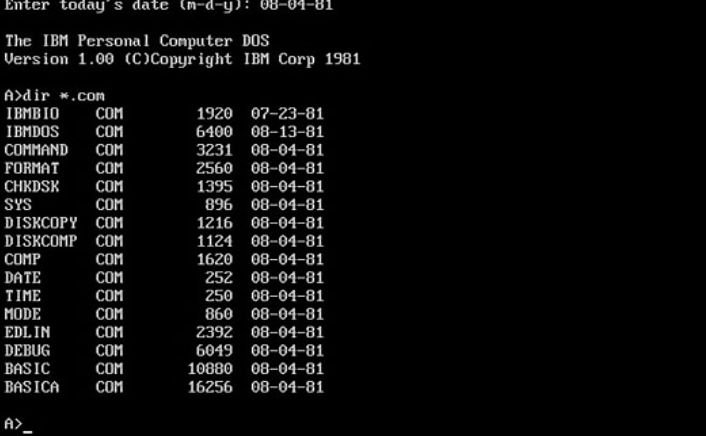 Enter today's date (m-d-y): 08-04-81
The IBM Personal Computer DOS
Version 1.00 (C)Copyright IBM Corp 1981
A>dir *.com
IBMBIO   COM      1920  07-23-81
IBMDOS   COM      6400  08-13-81
COMMAND  COM      3231  08-04-81
FORMAT   COM      2560  08-04-81
CHKDSK   COM      1395  08-04-81
SYS      COM       896  08-04-81
DISKCOPY COM      1216  08-04-81
DISKCOMP COM      1124  08-04-81
COMP     COM      1620  08-04-81
DATE     COM       252  08-04-81
TIME     COM       250  08-04-81
MODE     COM       860  08-04-81
EDLIN    COM      2392  08-04-81
DEBUG    COM      6049  08-04-81
BASIC    COM     10880  08-04-81
BASICA   COM     16256  08-04-81
A>_